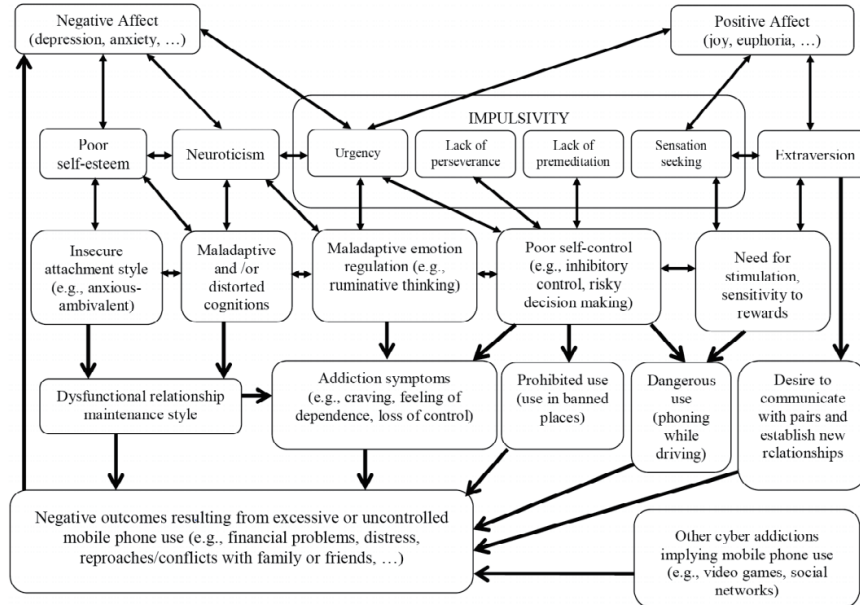 Negative Affect
(depression, anxiety, …)
Positive Affect
(joy, euphoria, …)
IMPULSIVITY
Poor
self-esteem
Neuroticism
Urgency
Lack of
perseverance
Lack of
premeditation
Sensation
seeking
Extraversion
Insecure
attachment style
(e.g., anxious-
ambivalent)
Maladaptive
and /or
distorted
cognitions
Maladaptive emotion
regulation (e.g.,
ruminative thinking)
Poor self-control
(e.g., inhibitory
control, risky
decision making)
Need for
stimulation,
sensitivity to
rewards
Dysfunctional relationship
maintenance style
Addiction symptoms
(e.g., craving, feeling of
dependence, loss of control)
Prohibited use
(use in banned
places)
Dangerous
use
(phoning
while
driving)
Desire to
communicate
with pairs and
establish new
relationships
Negative outcomes resulting from excessive or uncontrolled
mobile phone use (e.g., financial problems, distress,
reproaches/conflicts with family or friends, …)
Other cyber addictions
implying mobile phone use
(e.g., video games, social
networks)